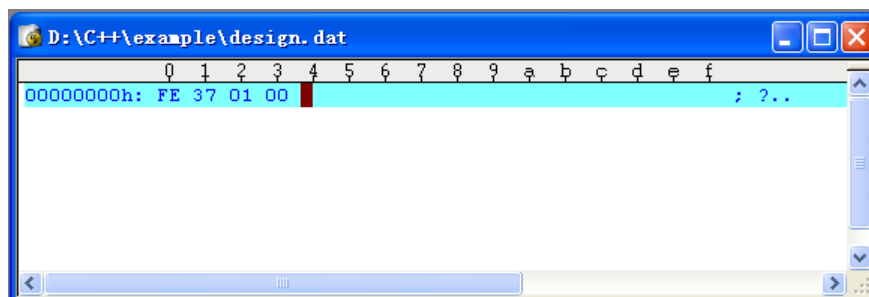 D:\C++\example\design.dat
0 1 2 3 4 5 6 7 8 9 a b c d e f
00000000h: FE 37 01 00 ; ?..